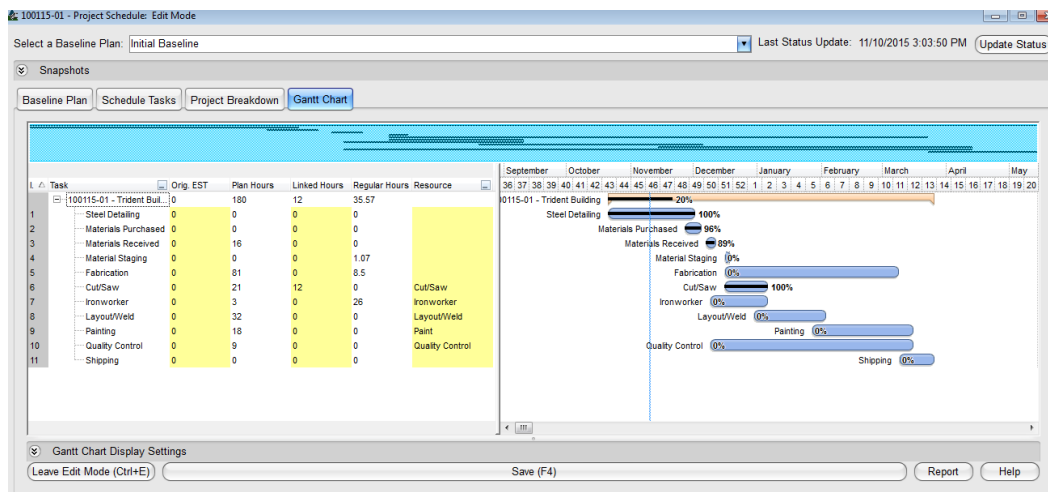 100115-01 - Project Schedule: Edit Mode
Select a Baseline Plan: Initial Baseline Last Status Update: 11/10/2015 3:03:50 PM Update Status
Snapshots
Baseline Plan Schedule Tasks Project Breakdown Gantt Chart
September October November December January February March April May
Task Orig. EST Plan Hours Linked Hours Regular Hours Resource 36 37 38 39 40 41 42 43 44 45 46 47 48 49 50 51 52 1 2 3 4 5 6 7 8 9 10 11 12 13 14 15 16 17 18 19 20
100115-01 - Trident Buil... 0 180 12 35.57 00115-01 - Trident Building 20%
1 Steel Detailing 0 0 0 0 Steel Detailing 100%
2 Materials Purchased 0 0 0 0 Materials Purchased 96%
3 Materials Received 0 16 0 0 Materials Received 89%
4 Material Staging 0 0 0 1.07 Material Staging 0%
5 Fabrication 0 81 0 8.5 Fabrication 0%
6 Cut/Saw 0 21 12 0 Cut/Saw Cut/Saw 100%
7 Ironworker 0 3 0 26 Ironworker Ironworker 0%
8 Layout/Weld 0 32 0 0 Layout/Weld Layout/Weld 0%
9 Painting 0 18 0 0 Paint Painting 0%
10 Quality Control 0 9 0 0 Quality Control Quality Control 0%
11 Shipping 0 0 0 0 Shipping 0%
Gantt Chart Display Settings
Leave Edit Mode (Ctrl+E) Save (F4) Report Help